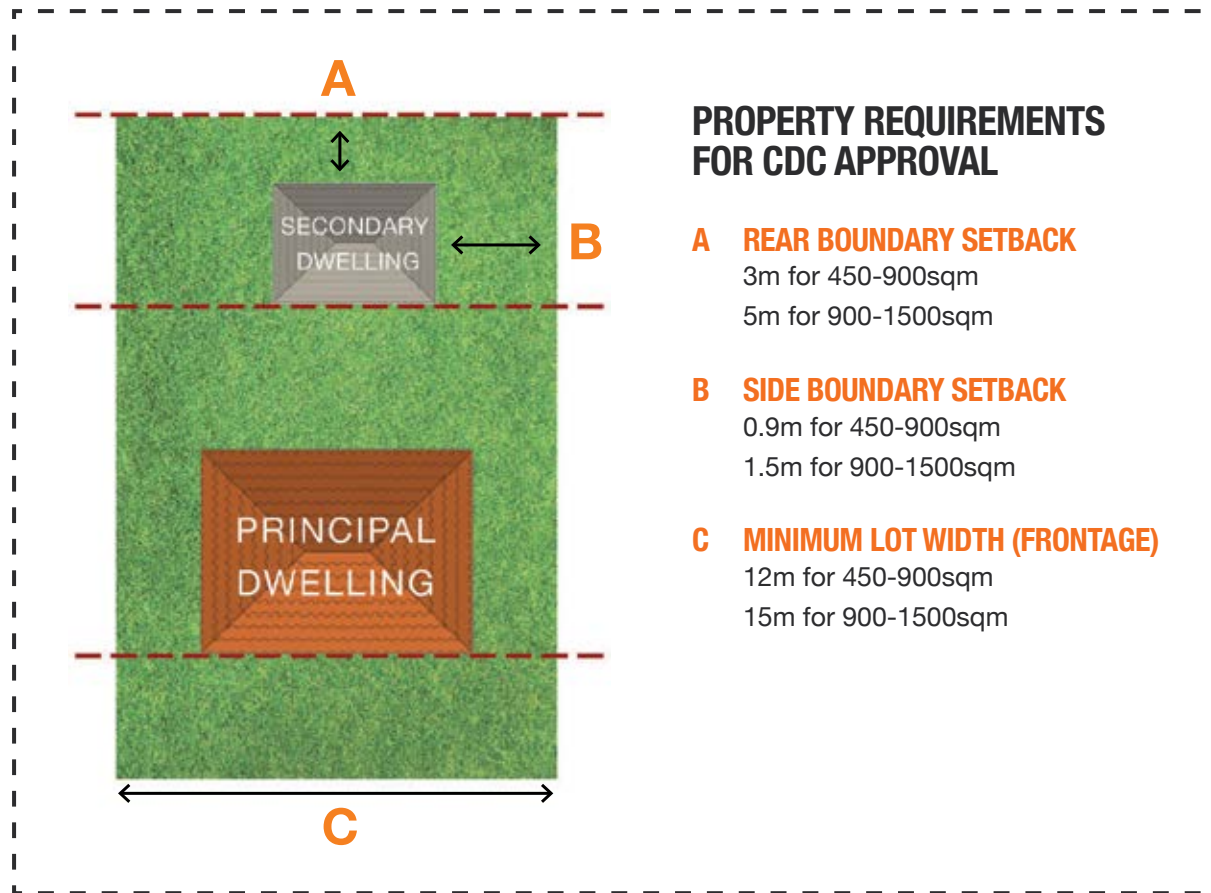 A
SECONDARY
DWELLING
B
PRINCIPAL
DWELLING
C
PROPERTY REQUIREMENTS
FOR CDC APPROVAL
A REAR BOUNDARY SETBACK
3m for 450-900sqm
5m for 900-1500sqm
B SIDE BOUNDARY SETBACK
0.9m for 450-900sqm
1.5m for 900-1500sqm
C MINIMUM LOT WIDTH (FRONTAGE)
12m for 450-900sqm
15m for 900-1500sqm